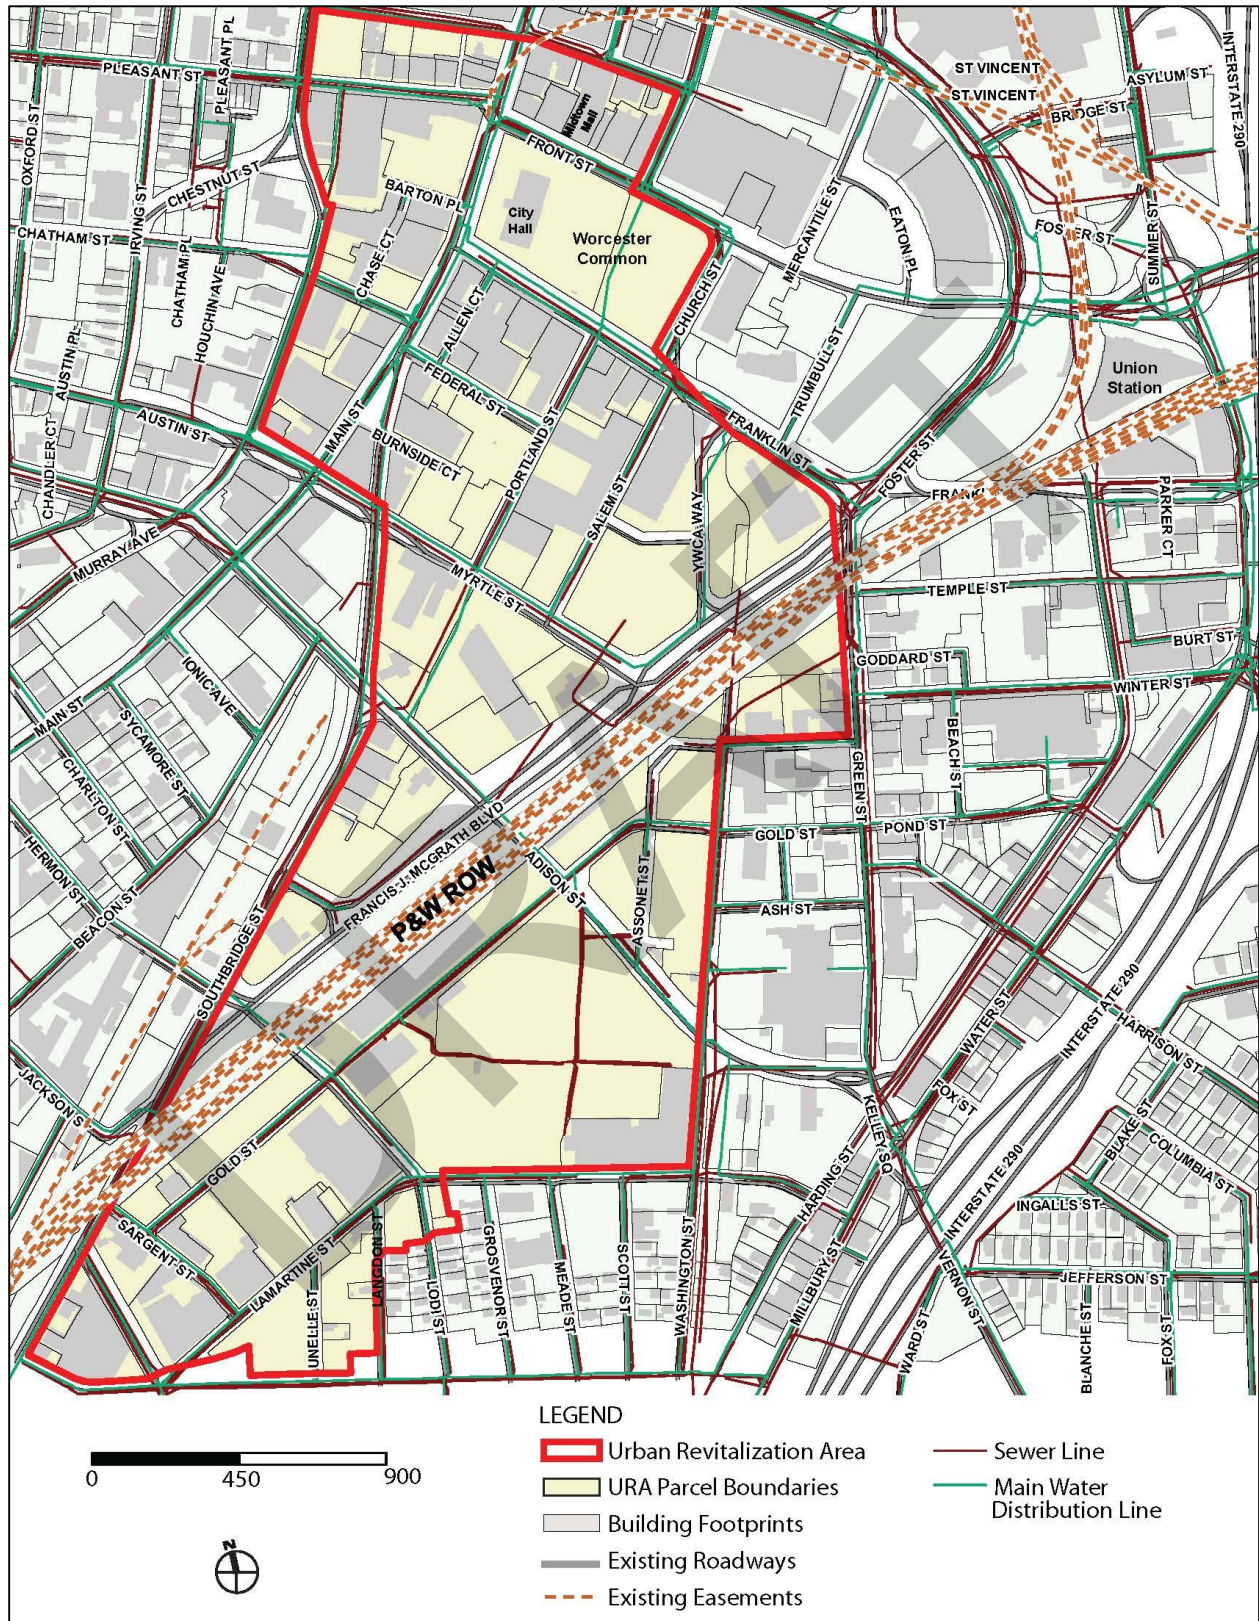 PLEASANT ST
PLEASANT PL
OXFORD ST
CHESTNUT ST
IRVING ST
CHATHAM ST
CHATHAM PL
HOUCHIN AVE
AUSTIN PL
AUSTIN ST
CHANDLER CT
MURRAY AVE
BARTON PL
CHASE CT
MAIN ST
ALLEN CT
FEDERAL ST
BURNSIDE CT
PORTLAND ST
SALEM ST
MYRTLE ST
YWCA WAY
Midtown
Mall
FRONT ST
City
Hall
Worcester
Common
CHURCH ST
MERCANTILE ST
EATON PL
TRUMBULL ST
FRANKLIN ST
FOSTER ST
ST VINCENT
ST VINCENT
ASYLUM ST
BRIDGE ST
INTERSTATE 290
FOSTER ST
SUMMER ST
Union
Station
FRANKL
PARKER CT
TEMPLE ST
BURT ST
GODDARD ST
WINTER ST
BEACH ST
GREEN ST
GOLD ST
POND ST
ASH ST
ASSONET ST
ADISON ST
P&W ROW
FRANCIS J. MCGRATH BLVD
IONIC AVE
MAIN ST
SYCAMORE ST
CHARLTON ST
HERMON ST
BEACON ST
SOUTHBRIDGE ST
JACKSON S
GOLD ST
SARGENT ST
LAMARTINE ST
UNELLE ST
LANGDON ST
LODI ST
GROSVENOR ST
MEADE ST
SCOTT ST
WASHINGTON ST
WATER ST
FOX ST
KELLEY SQ
HARDING ST
MILLBURY ST
INTERSTATE 290
INTERSTATE 290
HARRISON ST
BLAKE ST
COLUMBIA ST
INGALLS ST
JEFFERSON ST
VERNON ST
WARD ST
BLANCHE ST
FOX ST
DRAFT
LEGEND
Urban Revitalization Area
URA Parcel Boundaries
Building Footprints
Existing Roadways
Existing Easements
Sewer Line
Main Water
Distribution Line
0 450 900
N